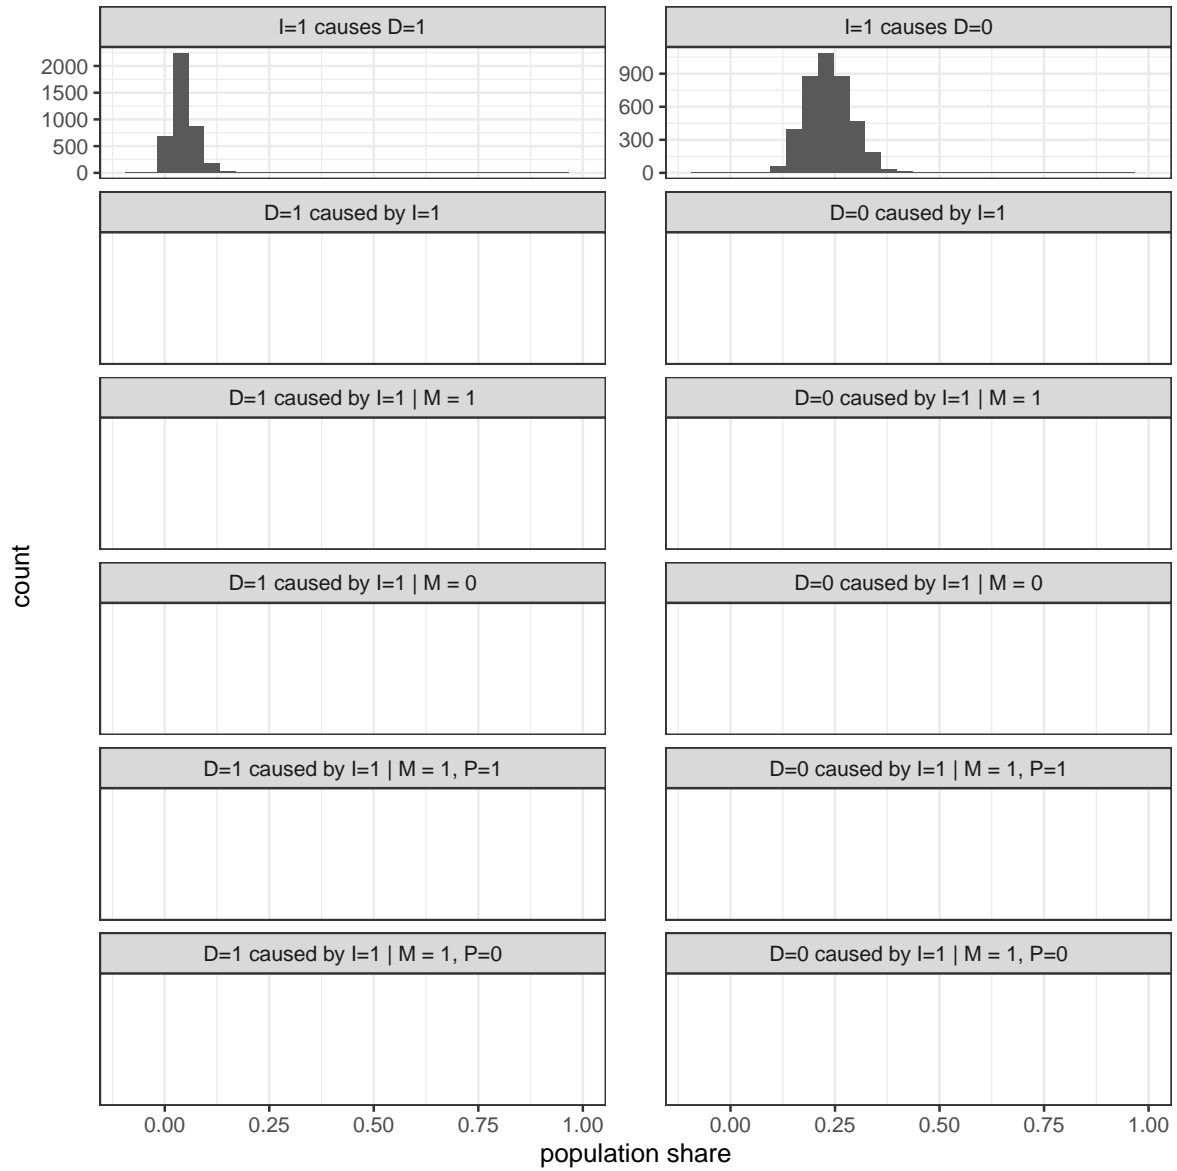 I=1 causes D=1
I=1 causes D=0
2000
1500
1000
500
0
900
600
300
0
D=1 caused by I=1
D=0 caused by I=1
D=1 caused by I=1 | M = 1
D=0 caused by I=1 | M = 1
count
D=1 caused by I=1 | M = 0
D=0 caused by I=1 | M = 0
D=1 caused by I=1 | M = 1, P=1
D=0 caused by I=1 | M = 1, P=1
D=1 caused by I=1 | M = 1, P=0
D=0 caused by I=1 | M = 1, P=0
0.00 0.25 0.50 0.75 1.00
0.00 0.25 0.50 0.75 1.00
population share